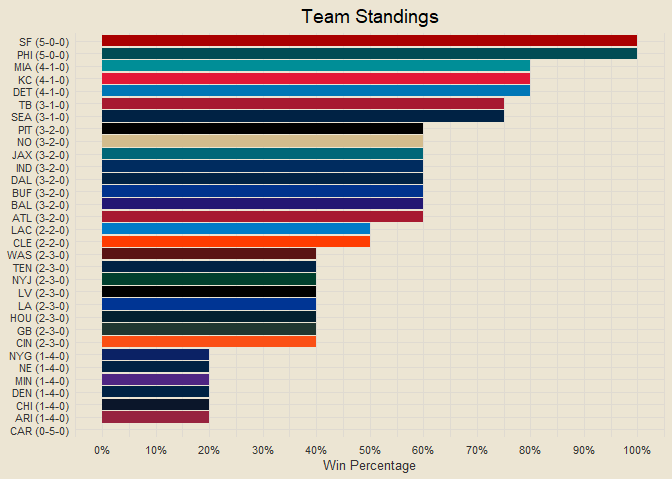 Team Standings
SF (5-0-0)
PHI (5-0-0)
MIA (4-1-0)
KC (4-1-0)
DET (4-1-0)
TB (3-1-0)
SEA (3-1-0)
PIT (3-2-0)
NO (3-2-0)
JAX (3-2-0)
IND (3-2-0)
DAL (3-2-0)
BUF (3-2-0)
BAL (3-2-0)
ATL (3-2-0)
LAC (2-2-0)
CLE (2-2-0)
WAS (2-3-0)
TEN (2-3-0)
NYJ (2-3-0)
LV (2-3-0)
LA (2-3-0)
HOU (2-3-0)
GB (2-3-0)
CIN (2-3-0)
NYG (1-4-0)
NE (1-4-0)
MIN (1-4-0)
DEN (1-4-0)
CHI (1-4-0)
ARI (1-4-0)
CAR (0-5-0)
0% 10% 20% 30% 40% 50% 60% 70% 80% 90% 100%
Win Percentage